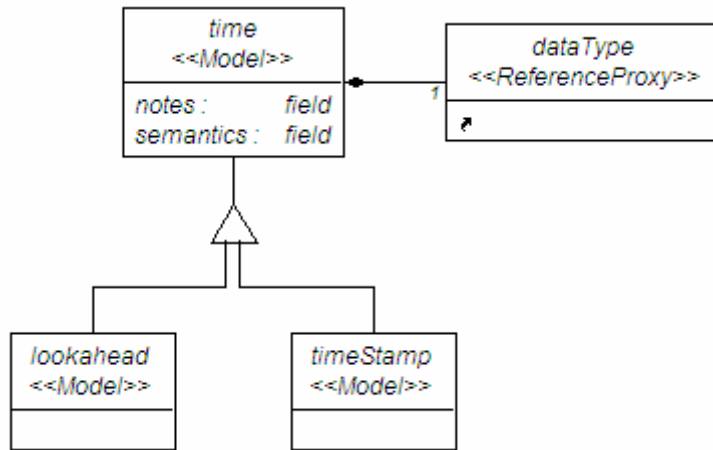 time
<<Model>>
notes : field
semantics : field
dataType
<<ReferenceProxy>>
1
lookahead
<<Model>>
timeStamp
<<Model>>